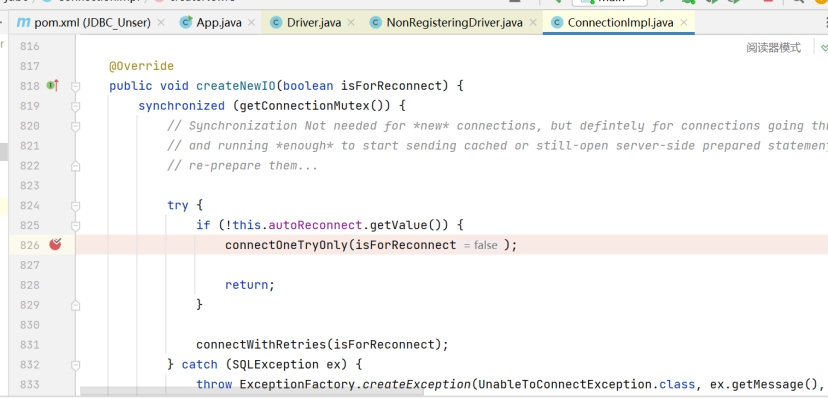 pom.xml (JDBC_Unser)
App.java
Driver.java
NonRegisteringDriver.java
ConnectionImpl.java
阅读器模式
816
817 @Override
818 public void createNewIO(boolean isForReconnect) {
819 synchronized (getConnectionMutex()) {
820 // Synchronization Not needed for *new* connections, but defintely for connections going
821 // and running *enough* to start sending cached or still-open server-side prepared
822 // re-prepare them...
823
824 try {
825 if (!this.autoReconnect.getValue()) {
826 connectOneTryOnly(isForReconnect = false );
827
828 return;
829 }
830
831 connectWithRetries(isForReconnect);
832 } catch (SQLException ex) {
833 throw ExceptionFactory.createException(UnableToConnectException.class, ex.getMessage(),